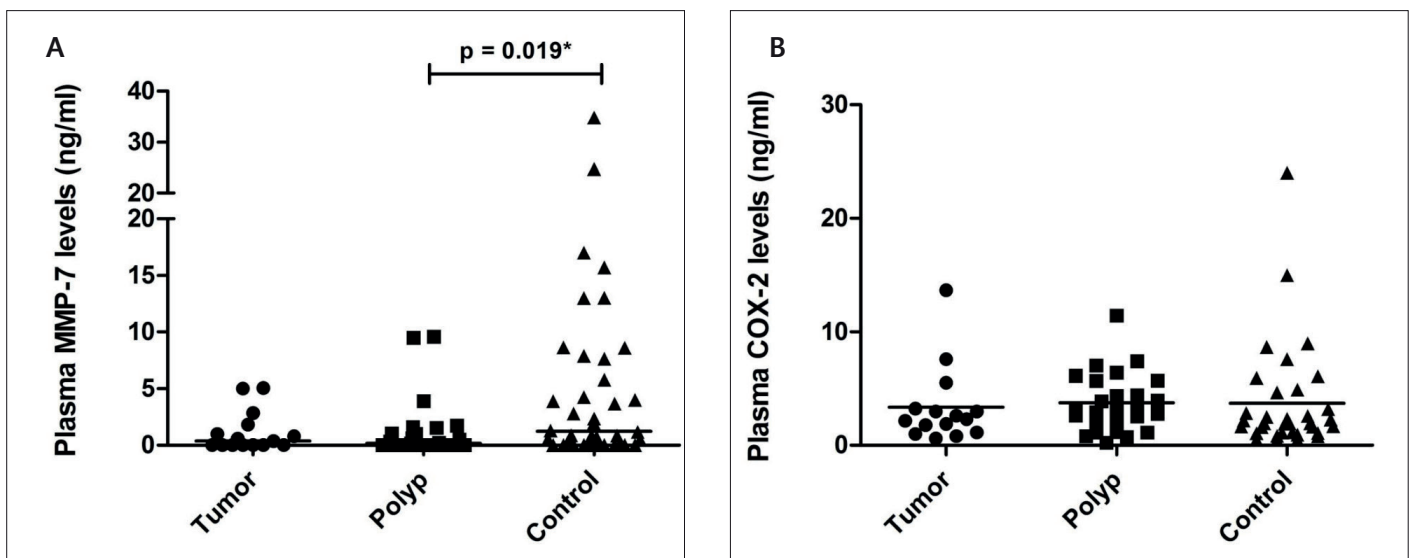 A
p = 0.019*
Plasma MMP-7 levels (ng/ml)
40
30
20
20
15
10
5
0
Tumor
Polyp
Control
B
Plasma COX-2 levels (ng/ml)
30
20
10
0
Tumor
Polyp
Control